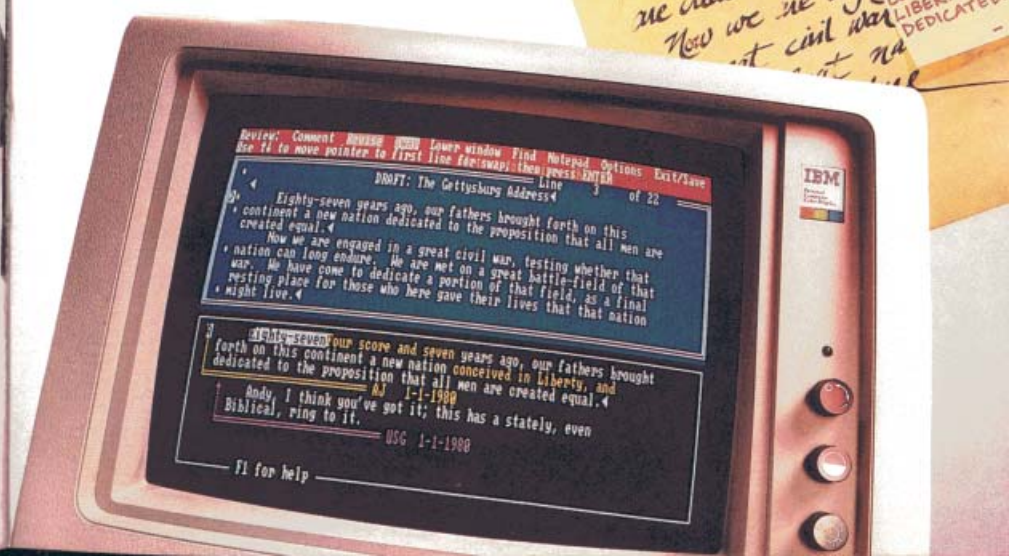 are
Now we
civil war
na
LIBER
DEDICATED
Review: Comment Revise Swap Lower window Find Notepad Options Exit/Save
Use ↑↓ to move pointer to first line for swap; then press ENTER
Line 3 of 22
DRAFT: The Gettysburg Address
Eighty-seven years ago, our fathers brought forth on this
continent a new nation dedicated to the proposition that all men are
created equal.
Now we are engaged in a great civil war, testing whether that
nation can long endure. We are met on a great battle-field of that
war. We have come to dedicate a portion of that field, as a final
resting place for those who here gave their lives that that nation
might live.
Eighty-seven Four score and seven years ago, our fathers brought
forth on this continent a new nation conceived in Liberty, and
dedicated to the proposition that all men are created equal.
AJ 1-1-1980
Andy, I think you've got it; this has a stately, even
Biblical, ring to it.
USG 1-1-1980
F1 for help
IBM
Personal
Computer
Color Display